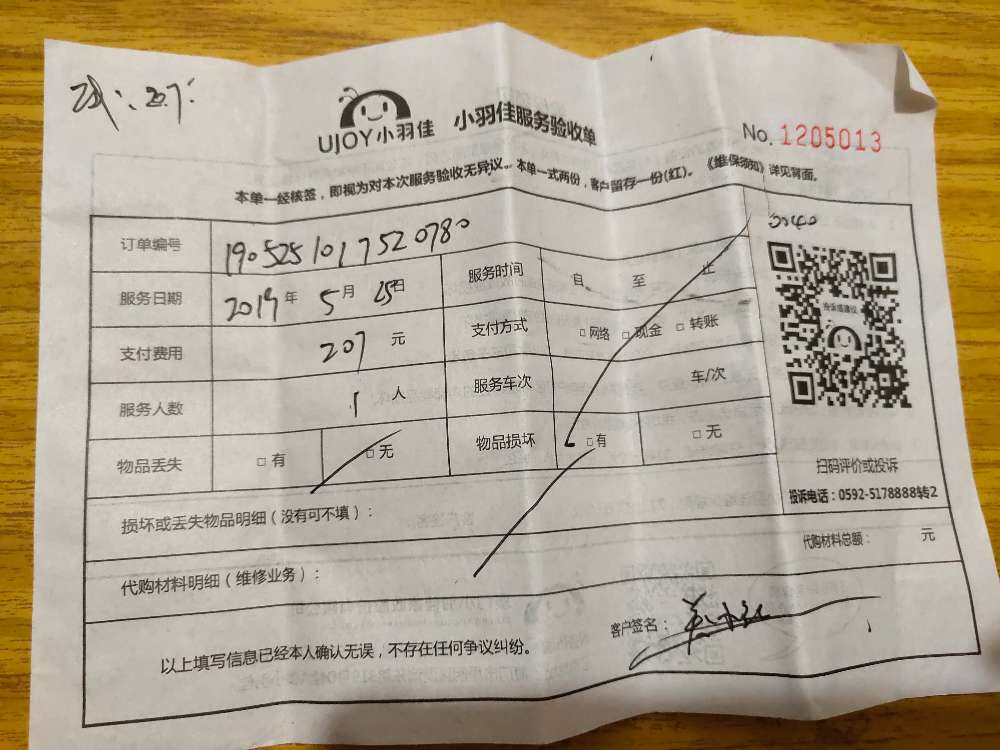 UJOY小羽佳 小羽佳服务验收单 No. 1205013
本单一经核签，即视为对本次服务验收无异议。本单一式两份，客户留存一份(红)。《维保须知》详见背面。
订单编号 190525101752０780
服务日期 2019年 5月 25日 服务时间 自 至 止
支付费用 207 元 支付方式 □网络 □现金 □转账
服务人数 1 人 服务车次 车/次
物品丢失 □有 □无 物品损坏 □有 □无
扫码评价或投诉
投诉电话：0592-5178888转2
损坏或丢失物品明细（没有可不填）：
代购材料明细（维修业务）： 代购材料总额： 元
以上填写信息已经本人确认无误，不存在任何争议纠纷。 客户签名：